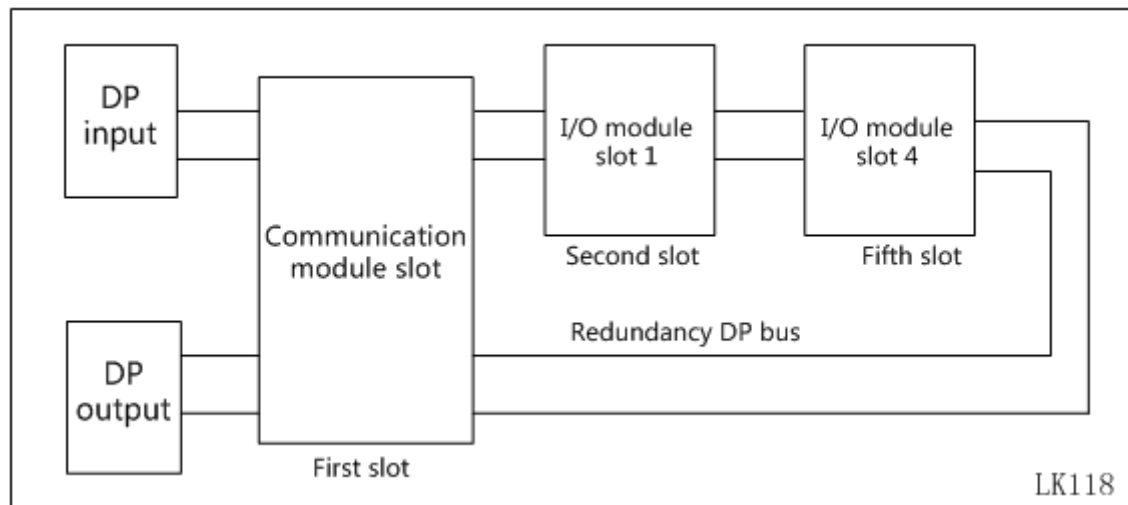 DP
input
Communication
module slot
First slot
I/O module
slot 1
Second slot
I/O module
slot 4
Fifth slot
Redundancy DP bus
DP
output
LK118